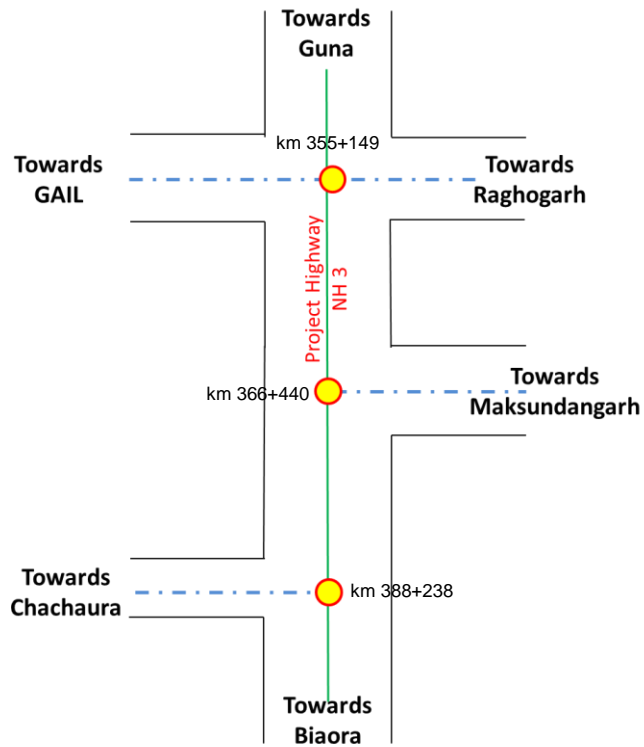 Towards
Guna
km 355+149
Towards
GAIL
Towards
Raghogarh
Project Highway
NH 3
km 366+440
Towards
Maksundangarh
Towards
Chachaura
km 388+238
Towards
Biaora